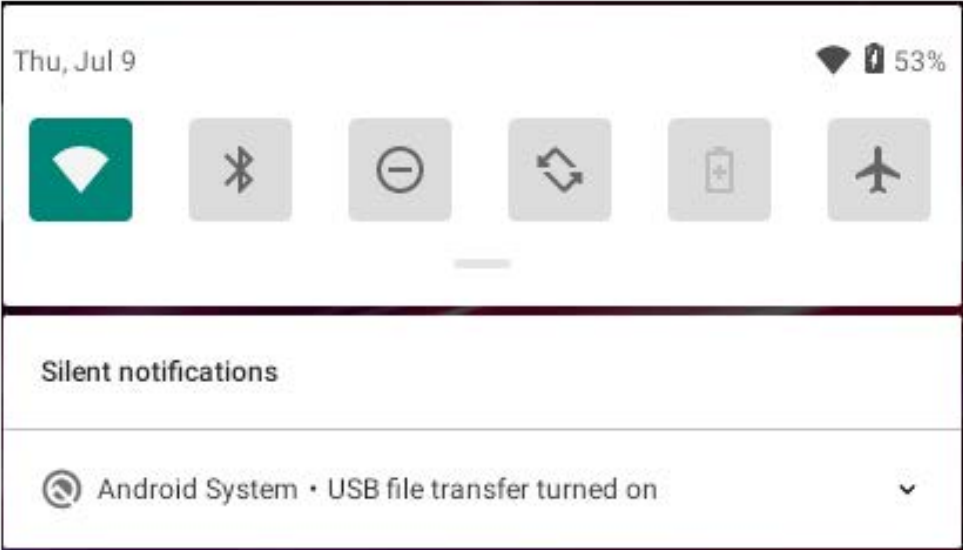 Thu, Jul 9 53%
Silent notifications
Android System • USB file transfer turned on